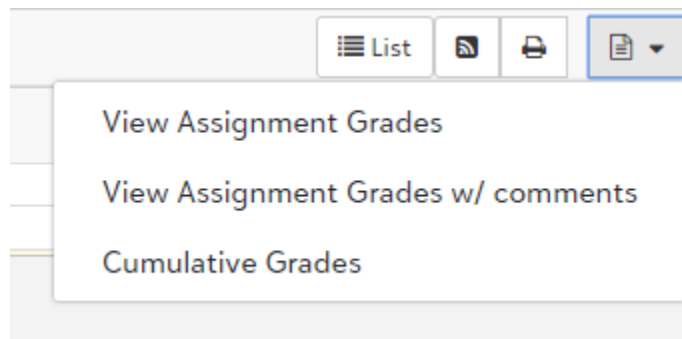 List
View Assignment Grades
View Assignment Grades w/ comments
Cumulative Grades